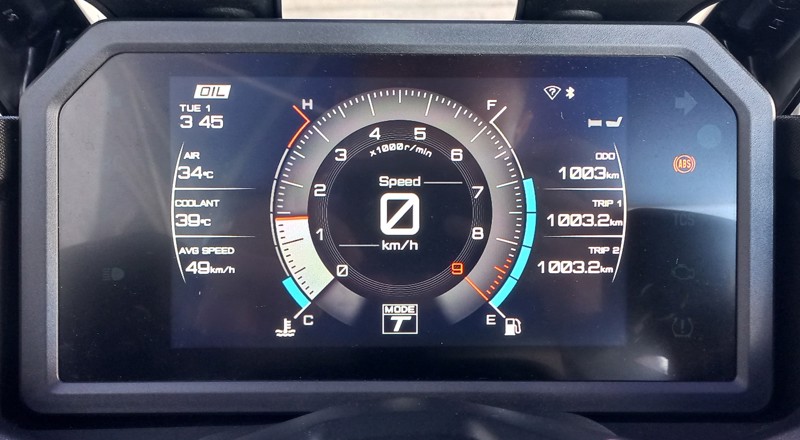 OIL
TUE 1
3 45
AIR
34°C
COOLANT
39°C
AVG SPEED
49km/h
H
F
0
1
2
3
4
5
6
7
8
9
x1000r/min
Speed
0
km/h
MODE
T
C
E
ODO
1003km
TRIP 1
1003.2km
TRIP 2
1003.2km
ABS
TCS